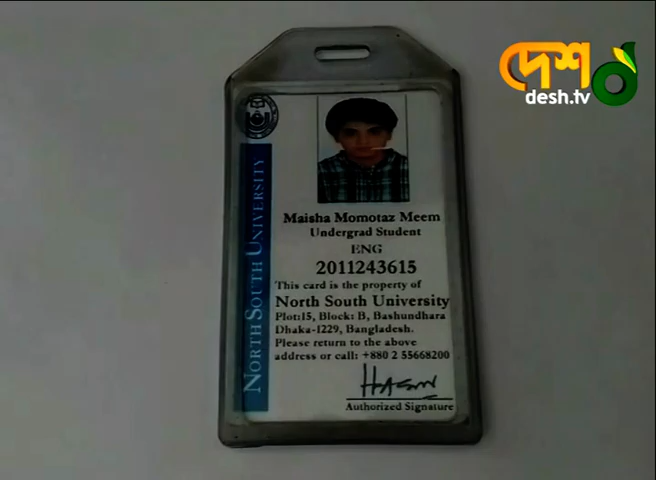 দেশ
desh.tv
NORTH SOUTH UNIVERSITY
Maisha Momotaz Meem
Undergrad Student
ENG
2011243615
This card is the property of
North South University
Plot:15, Block: B, Bashundhara
Dhaka-1229, Bangladesh.
Please return to the above
address or call: +880 2 55668200
Authorized Signature